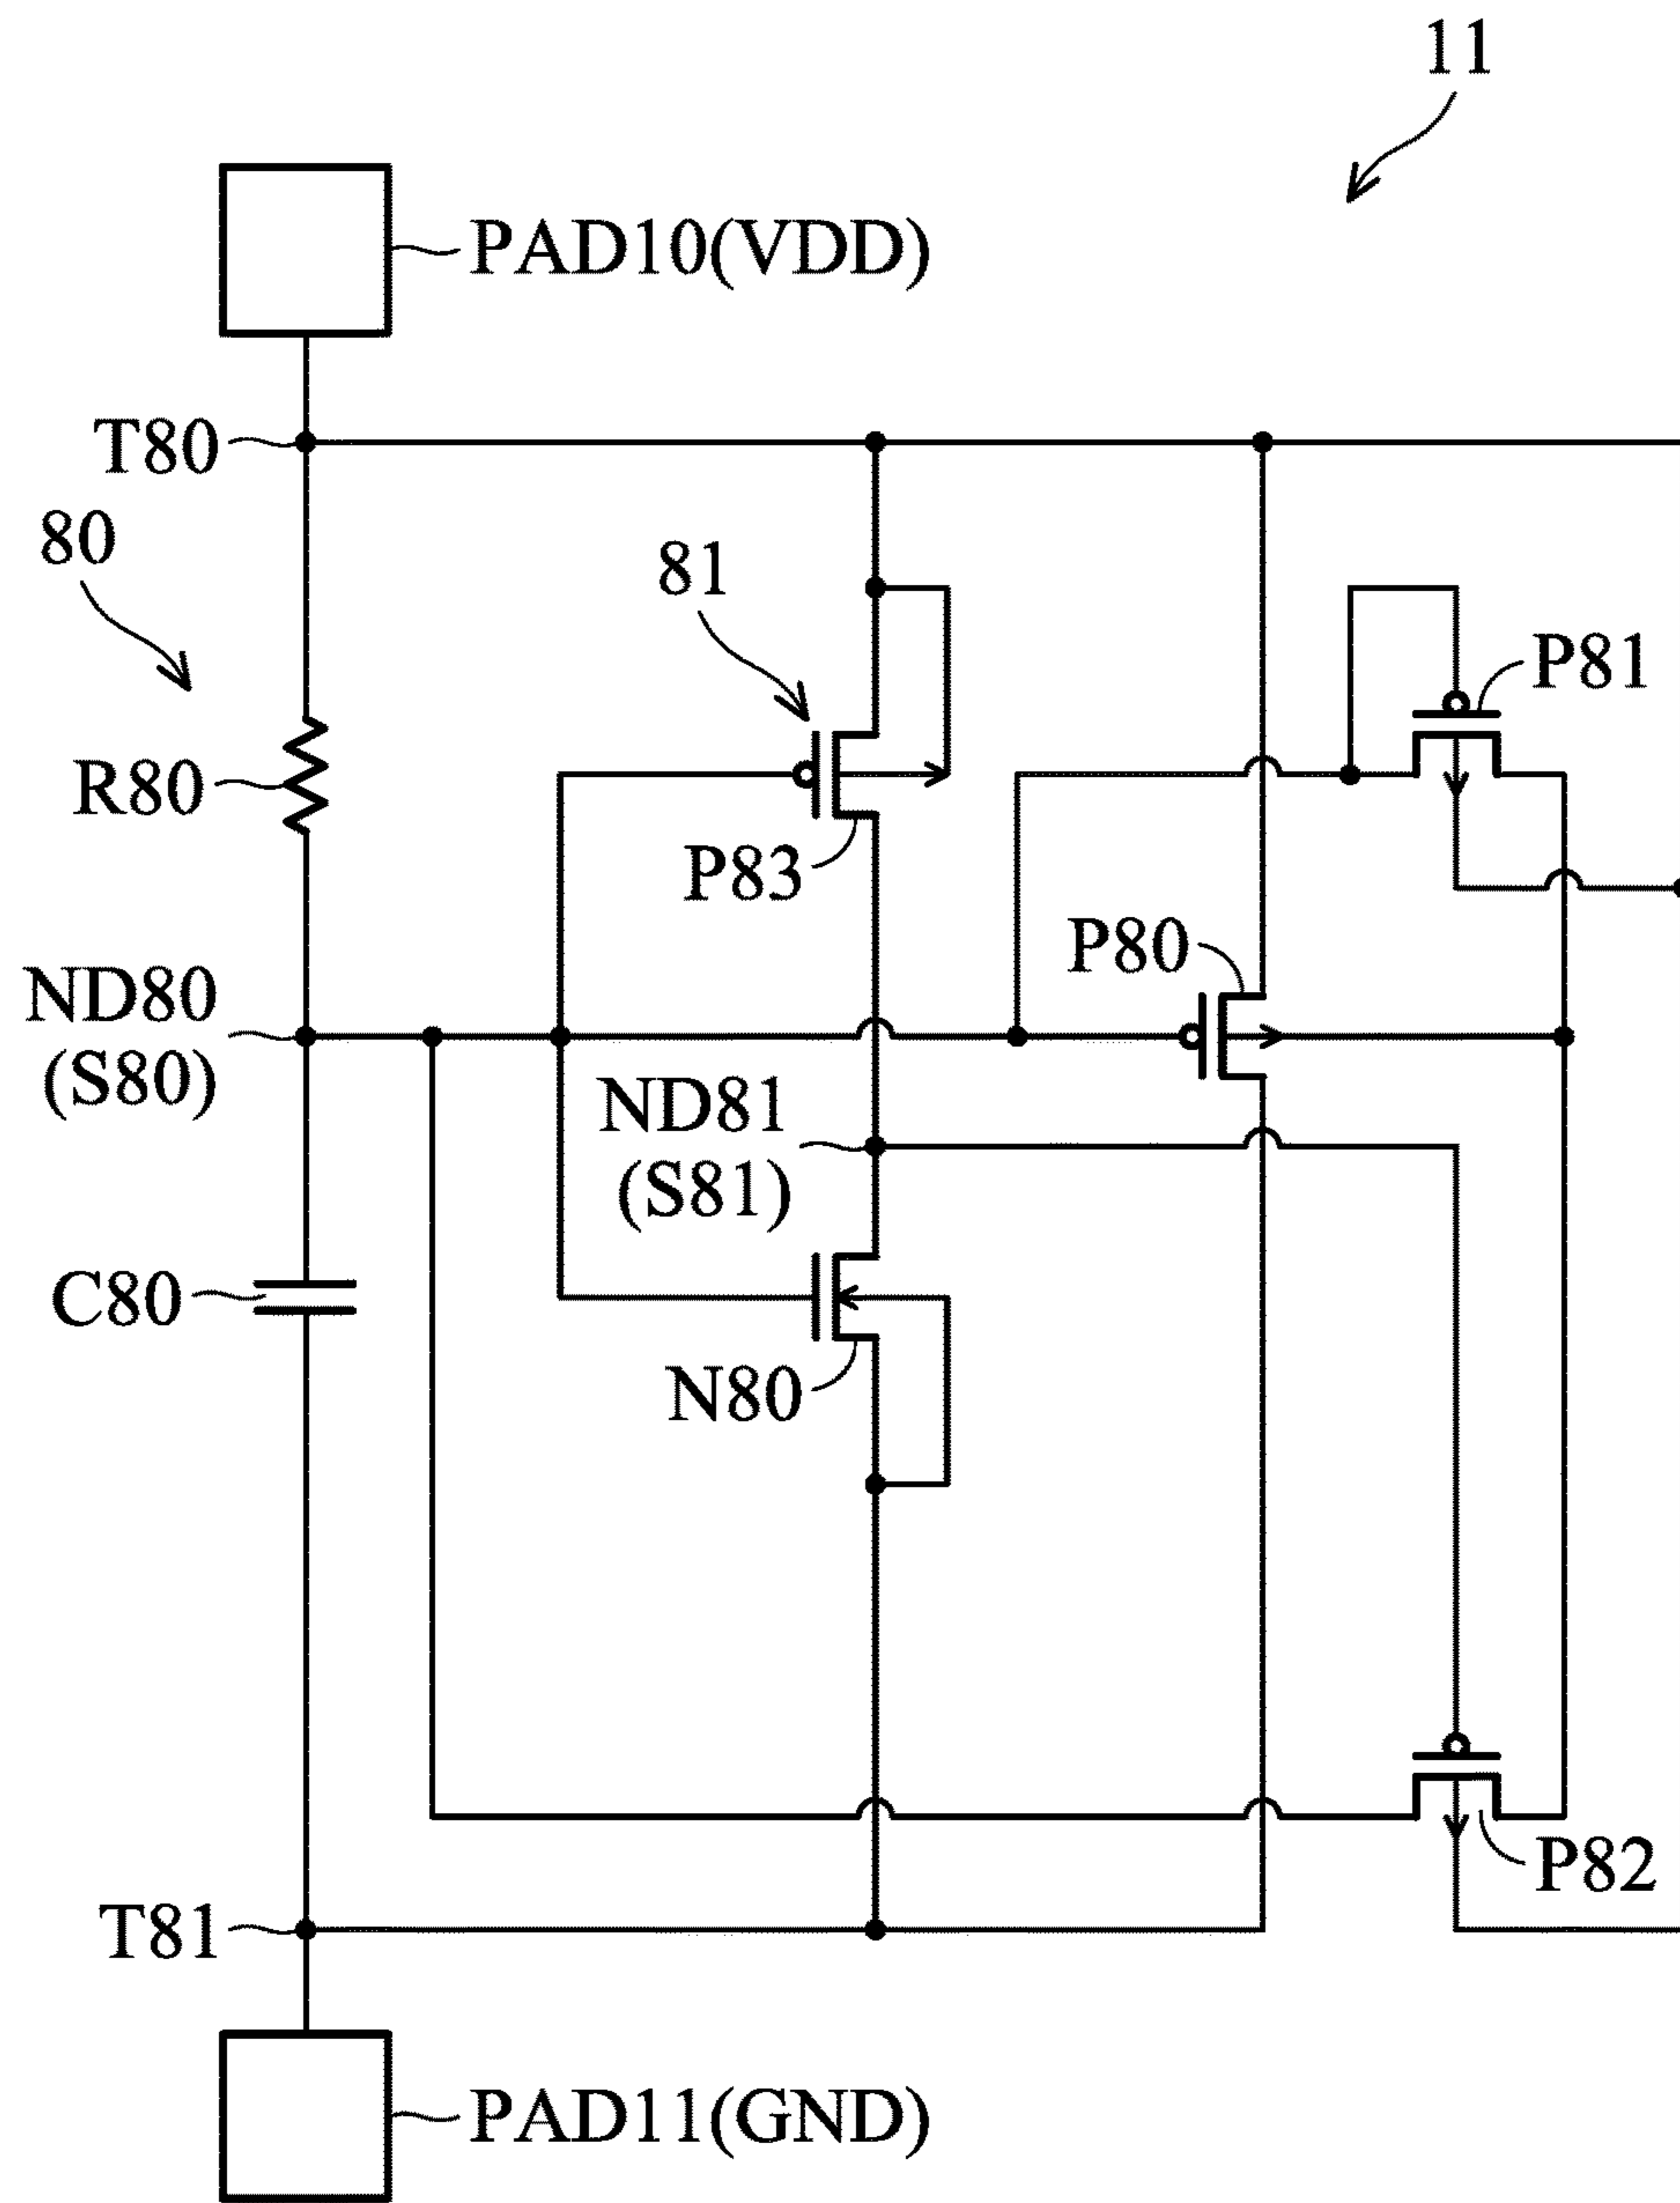 11
PAD10(VDD)
T80
80
81
P81
R80
P83
P80
ND80
(S80)
ND81
(S81)
C80
N80
P82
T81
PAD11(GND)